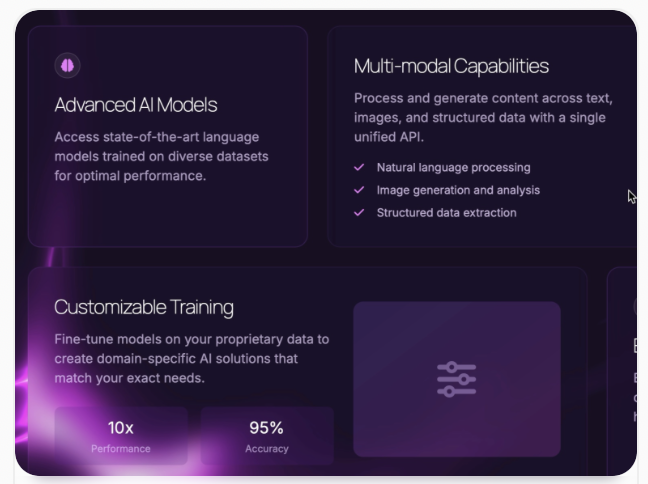 Advanced AI Models
Access state-of-the-art language
models trained on diverse datasets
for optimal performance.
Multi-modal Capabilities
Process and generate content across text,
images, and structured data with a single
unified API.
Natural language processing
Image generation and analysis
Structured data extraction
Customizable Training
Fine-tune models on your proprietary data to
create domain-specific AI solutions that
match your exact needs.
10x
Performance
95%
Accuracy